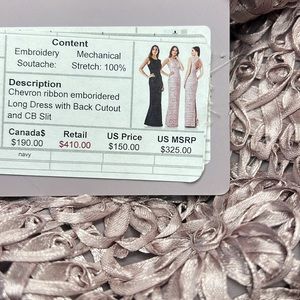 Content
Embroidery Mechanical
Soutache: Stretch: 100%
Description
Chevron ribbon emboridered
Long Dress with Back Cutout
and CB Slit
Canada$ Retail US Price US MSRP
$190.00 $410.00 $150.00 $325.00
navy